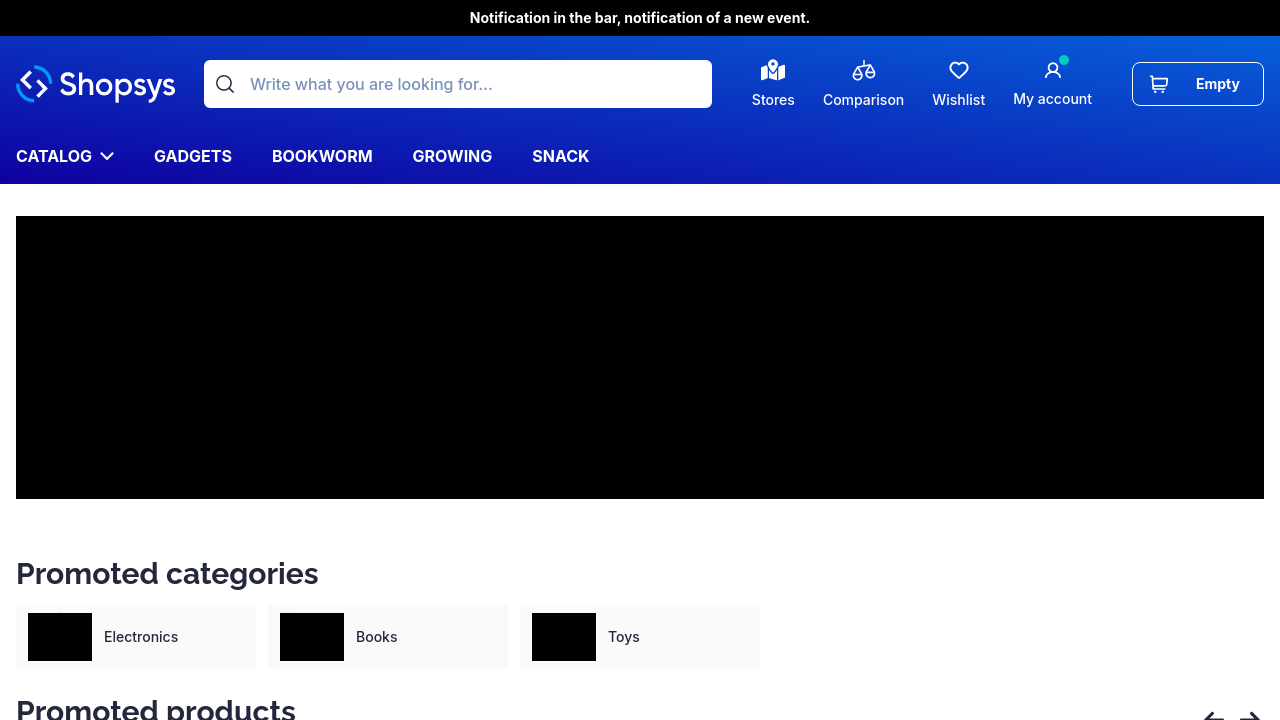 Notification in the bar, notification of a new event.
Shopsys
Write what you are looking for...
Stores
Comparison
Wishlist
My account
Empty
CATALOG
GADGETS
BOOKWORM
GROWING
SNACK
Promoted categories
Electronics
Books
Toys
Promoted products